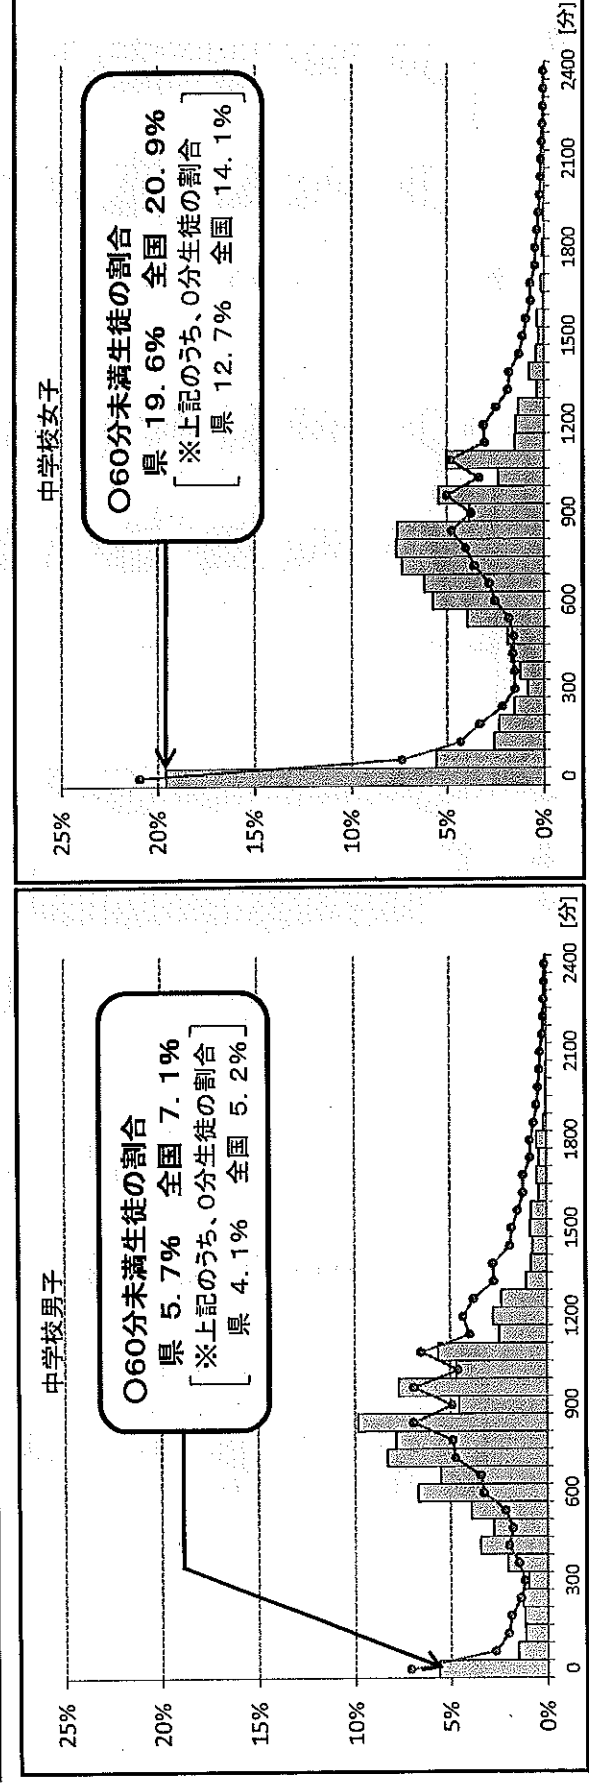 中学校男子
25%
20%
15%
10%
5%
0%
〇60分未満生徒の割合
県 5.7% 全国 7.1%
※上記のうち、0分生徒の割合
県 4.1% 全国 5.2%
0 300 600 900 1200 1500 1800 2100 2400 [分]
中学校女子
25%
20%
15%
10%
5%
0%
〇60分未満生徒の割合
県 19.6% 全国 20.9%
※上記のうち、0分生徒の割合
県 12.7% 全国 14.1%
0 300 600 900 1200 1500 1800 2100 2400 [分]